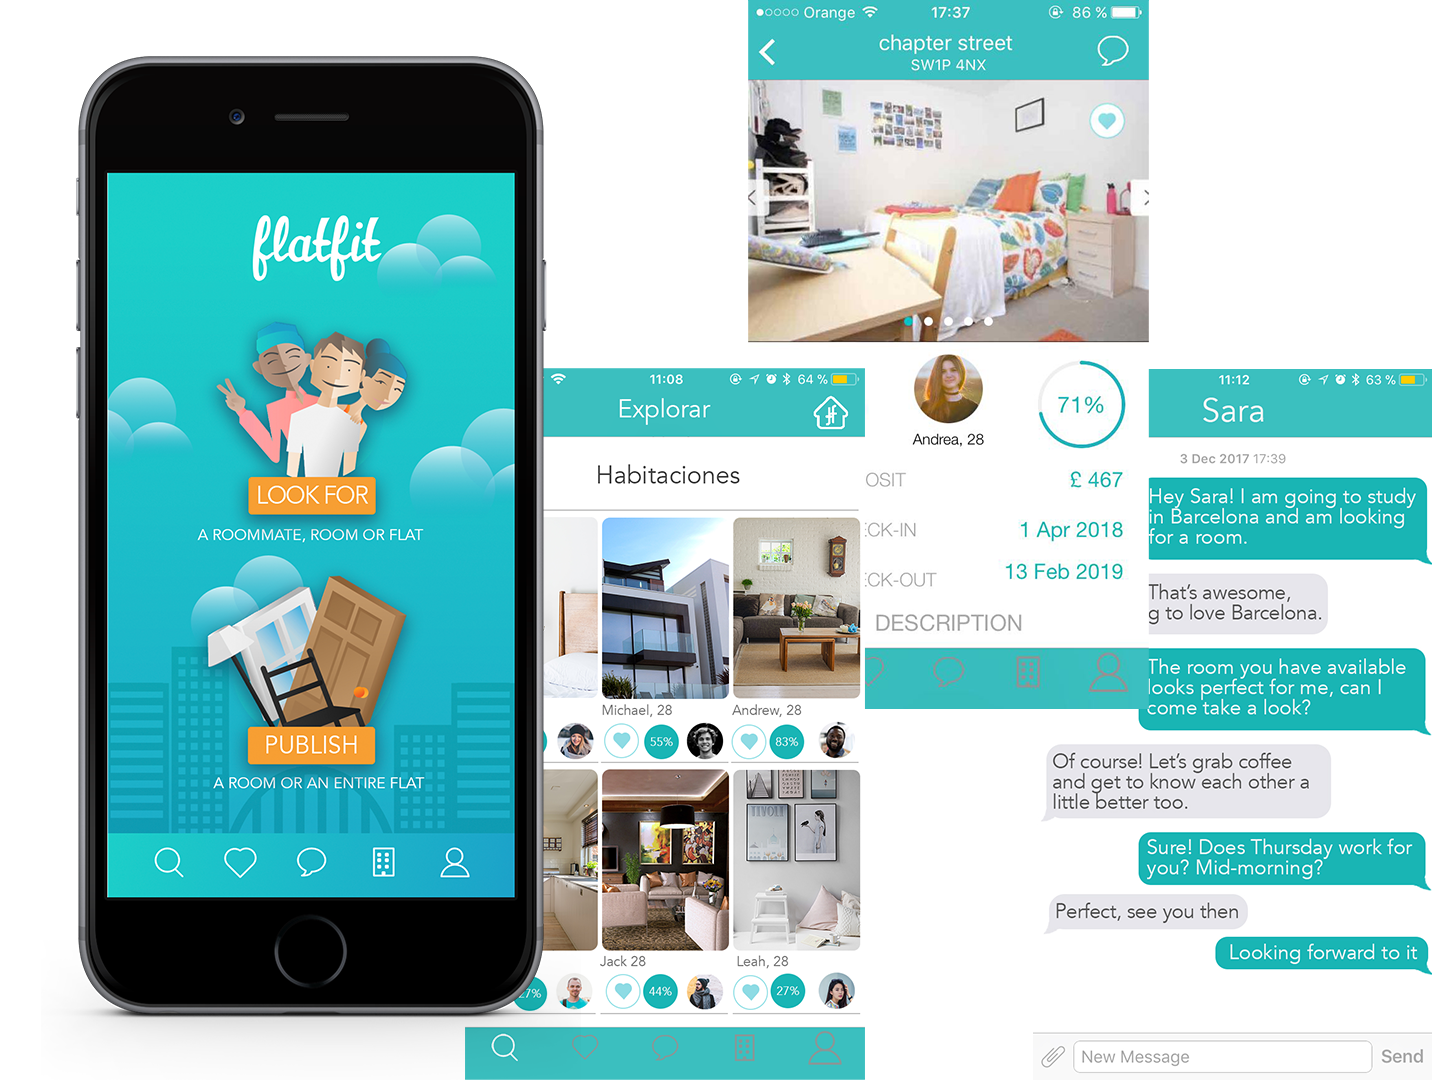 flatfit
LOOK FOR
A ROOMMATE, ROOM OR FLAT
PUBLISH
A ROOM OR AN ENTIRE FLAT
11:08
64 %
Explorar
Habitaciones
Michael, 28
Andrew, 28
55%
83%
TIVOLI
Jack 28
Leah, 28
27%
44%
27%
Orange
17:37
86 %
chapter street
SW1P 4NX
Andrea, 28
71%
OSIT
£ 467
CK-IN
1 Apr 2018
ECK-OUT
13 Feb 2019
DESCRIPTION
11:12
63 %
Sara
3 Dec 2017 17:39
Hey Sara! I am going to study
in Barcelona and am looking
for a room.
That's awesome,
g to love Barcelona.
The room you have available
looks perfect for me, can I
come take a look?
Of course! Let's grab coffee
and get to know each other a
little better too.
Sure! Does Thursday work for
you? Mid-morning?
Perfect, see you then
Looking forward to it
New Message
Send